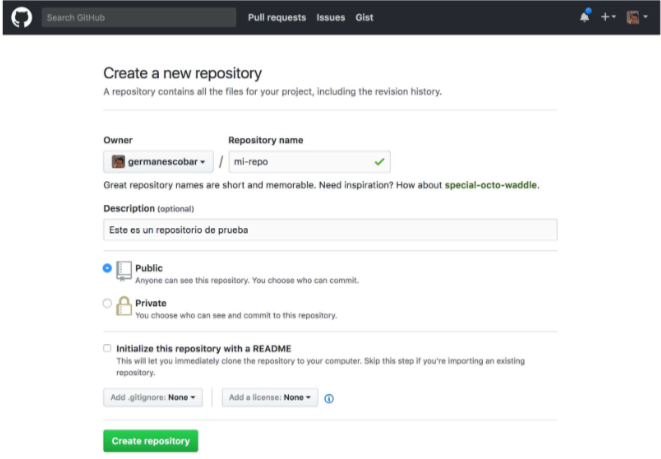 Search GitHub Pull requests Issues Gist
Create a new repository
A repository contains all the files for your project, including the revision history.
Owner Repository name
germanescobar / mi-repo
Great repository names are short and memorable. Need inspiration? How about special-octo-waddle.
Description (optional)
Este es un repositorio de prueba
Public
Anyone can see this repository. You choose who can commit.
Private
You choose who can see and commit to this repository.
Initialize this repository with a README
This will let you immediately clone the repository to your computer. Skip this step if you're importing an existing
repository.
Add .gitignore: None Add a license: None
Create repository